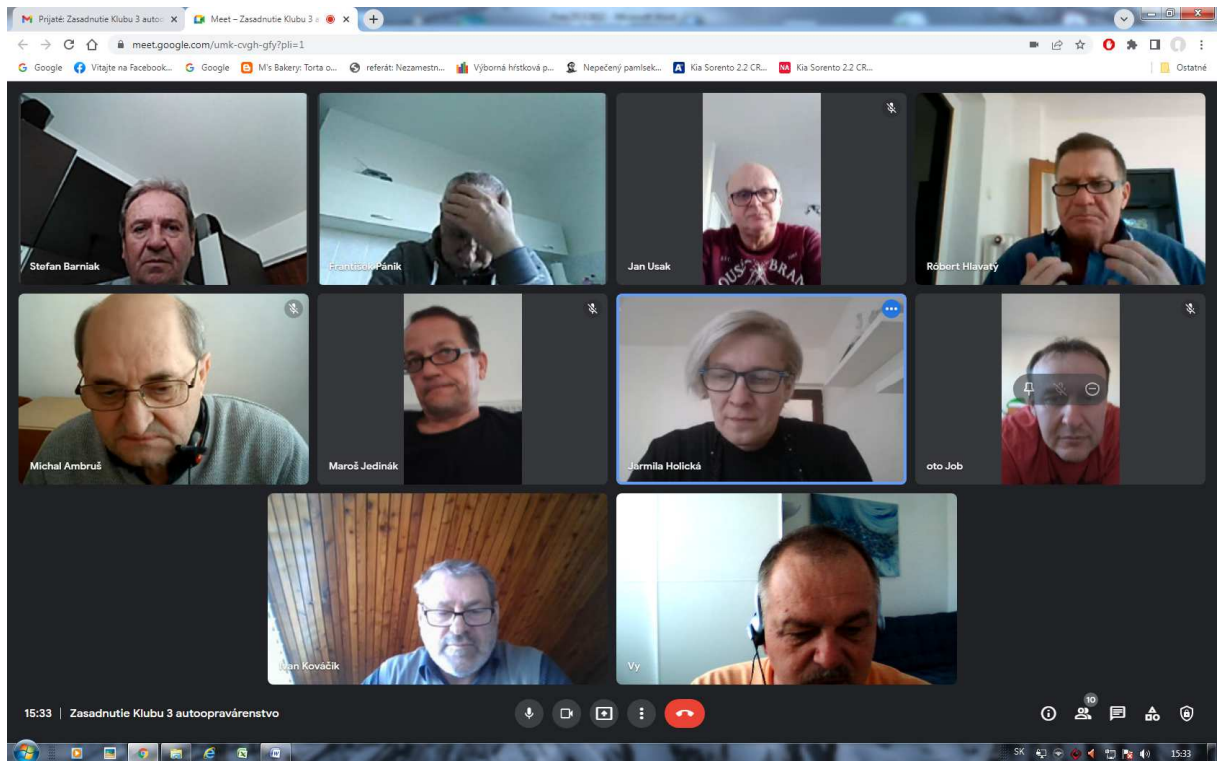 Prijaté: Zasadnutie Klubu 3 auto
Meet – Zasadnutie Klubu 3 a
meet.google.com/umk-cvgh-gfy?pli=1
Google
Vitajte na Facebook...
Google
M's Bakery: Torta o...
referát: Nezamestn...
Výborná hŕstková p...
Nepečený pamlsek...
Kia Sorento 2.2 CR...
Kia Sorento 2.2 CR...
Ostatné
Stefan Barniak
František Pánik
Jan Usak
BRAN
Róbert Hlavatý
Michal Ambruš
Maroš Jedinák
Jarmila Holická
oto Job
Ivan Kováčik
Vy
15:33 | Zasadnutie Klubu 3 autoopravárenstvo
10
SK
15:33